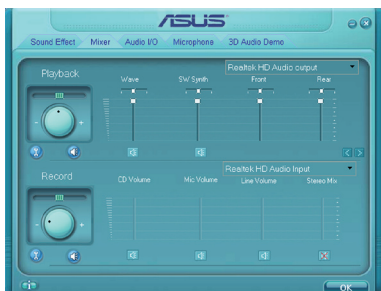 ASUS
Sound Effect Mixer Audio I/O Microphone 3D Audio Demo
Realtek HD Audio output
Playback
Wave SW Synth Front Rear
Realtek HD Audio Input
Record
CD Volume Mic Volume Line Volume Stereo Mix
OK